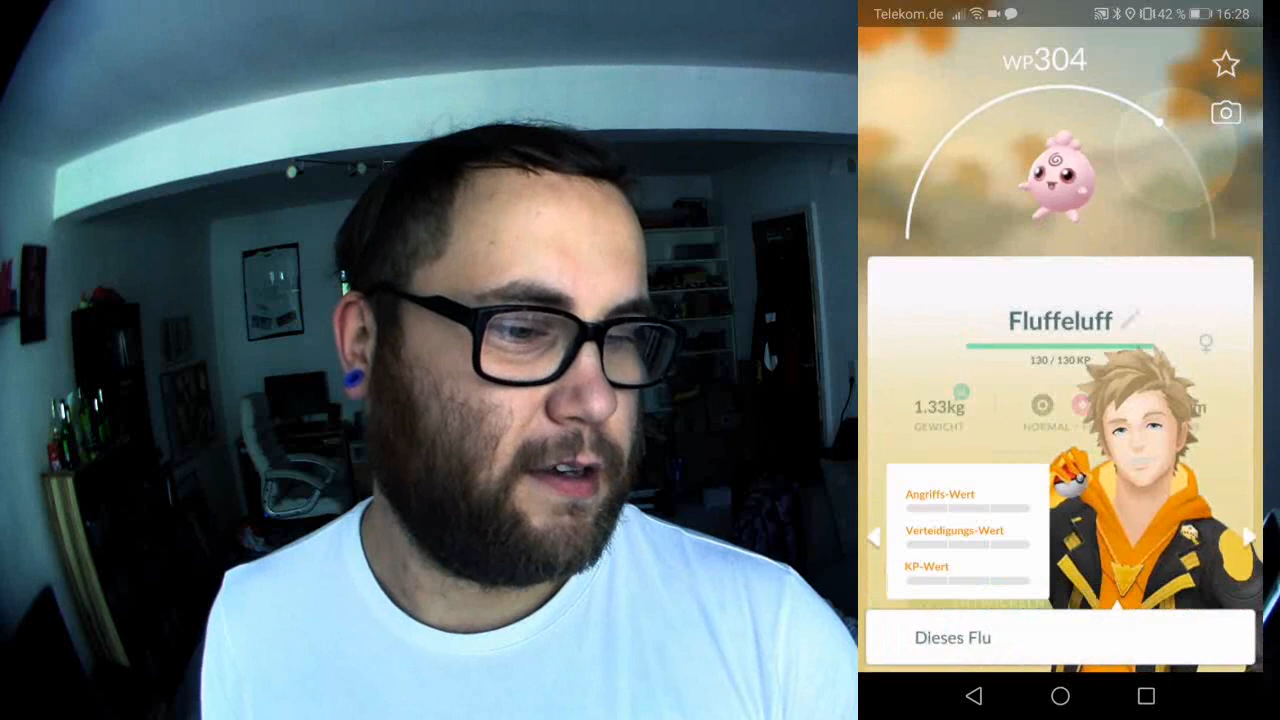 Telekom.de 42 % 16:28
WP304
Fluffeluff
130 / 130 KP
1.33kg m
GEWICHT NORMAL
Angriffs-Wert
Verteidigungs-Wert
KP-Wert
Dieses Flu